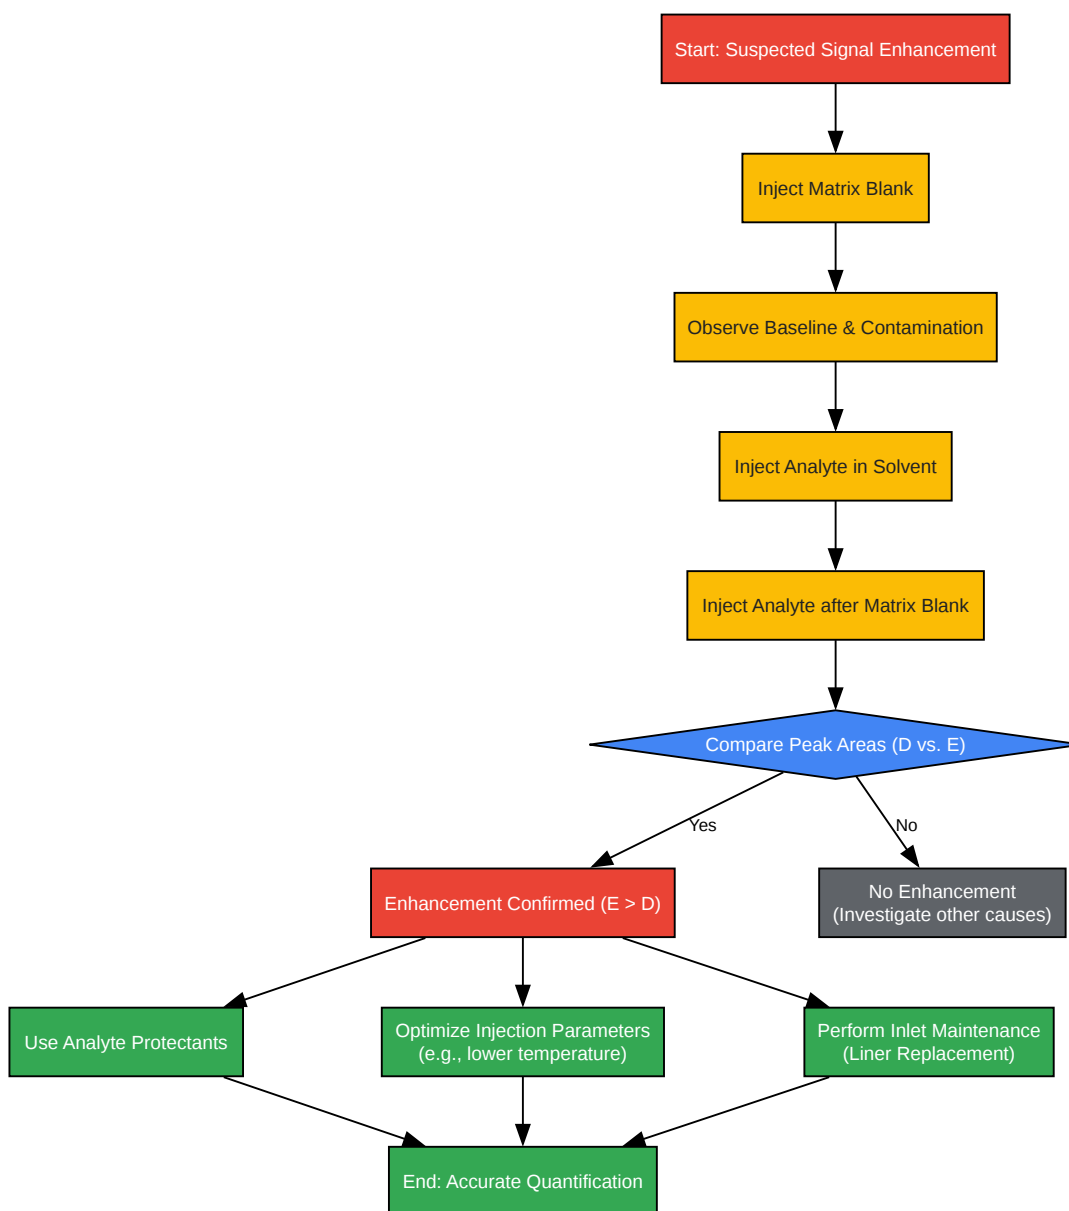 Start: Suspected Signal Enhancement
Inject Matrix Blank
Observe Baseline & Contamination
Inject Analyte in Solvent
Inject Analyte after Matrix Blank
Compare Peak Areas (D vs. E)
Yes
No
Enhancement Confirmed (E > D)
No Enhancement
(Investigate other causes)
Use Analyte Protectants
Optimize Injection Parameters
(e.g., lower temperature)
Perform Inlet Maintenance
(Liner Replacement)
End: Accurate Quantification